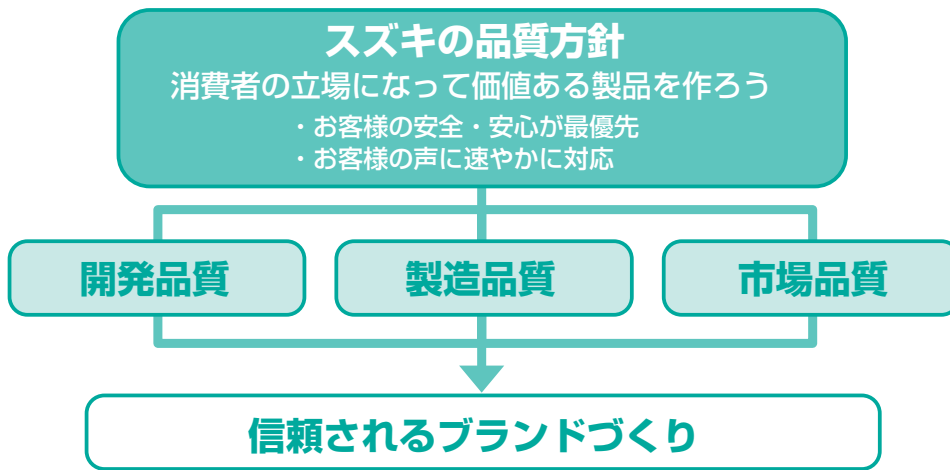 スズキの品質方針
消費者の立場になって価値ある製品を作ろう
・お客様の安全・安心が最優先
・お客様の声に速やかに対応
開発品質
製造品質
市場品質
信頼されるブランドづくり